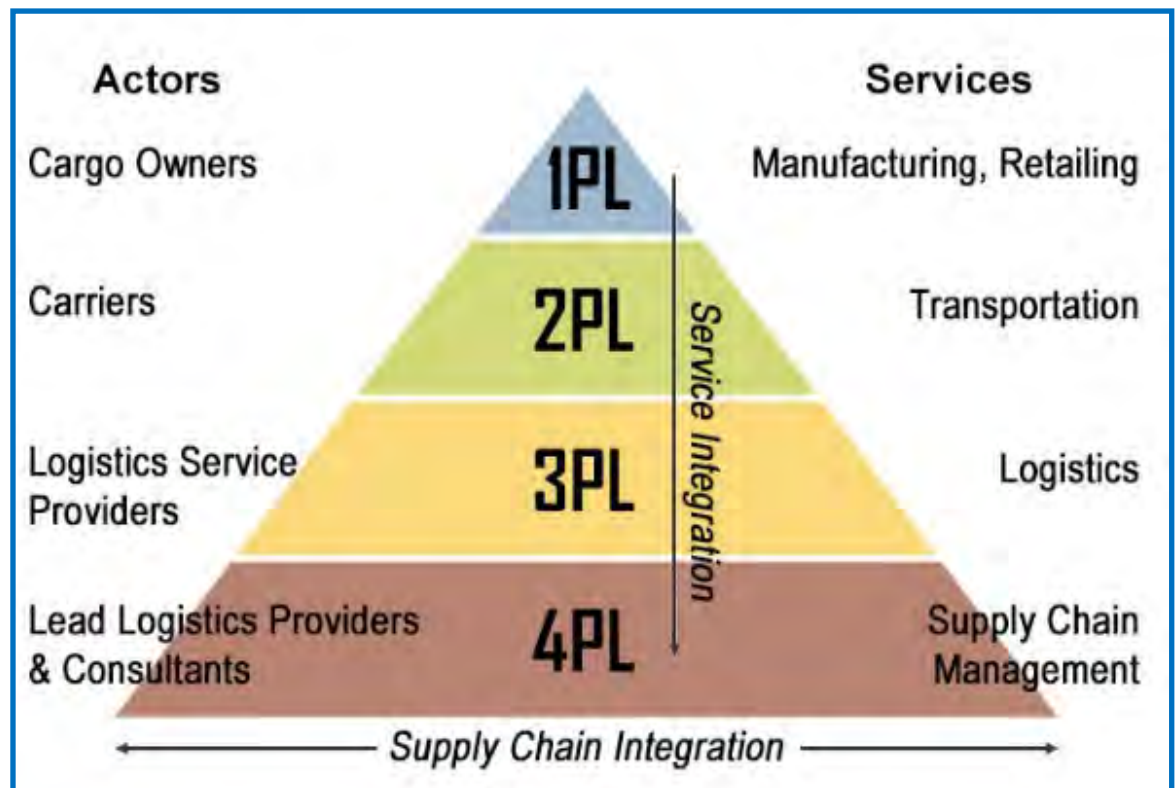 Actors
Services
Cargo Owners
1PL
Manufacturing, Retailing
Carriers
2PL
Transportation
Service Integration
Logistics Service
Providers
3PL
Logistics
Lead Logistics Providers
& Consultants
4PL
Supply Chain
Management
Supply Chain Integration